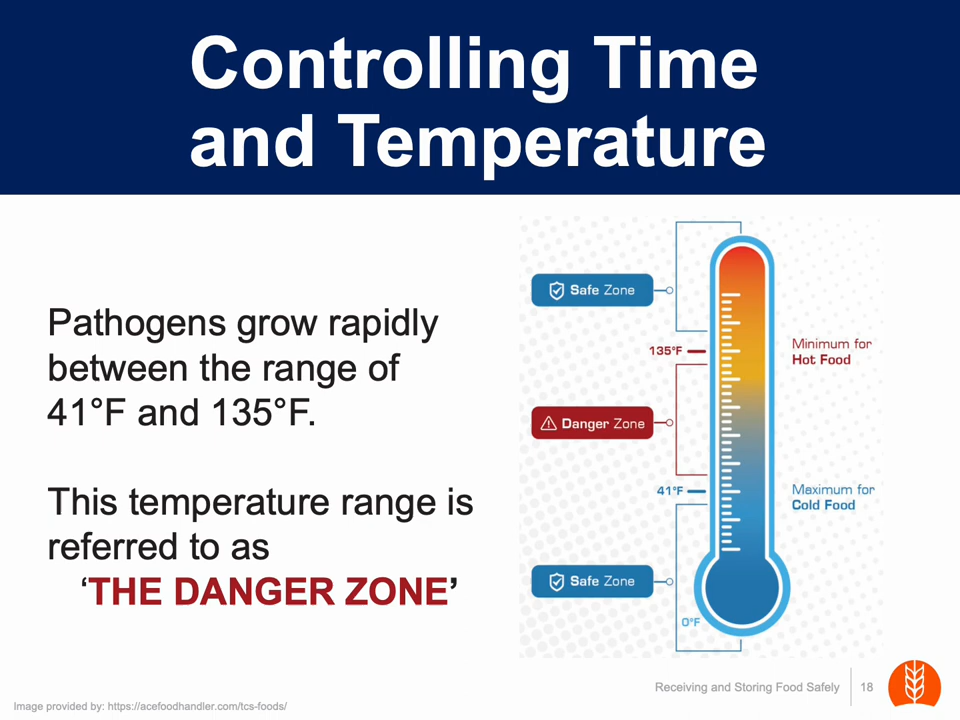 Controlling Time
and Temperature
Pathogens grow rapidly
between the range of
41°F and 135°F.
This temperature range is
referred to as
‘THE DANGER ZONE’
Safe Zone
135°F
Minimum for
Hot Food
Danger Zone
41°F
Maximum for
Cold Food
Safe Zone
0°F
Receiving and Storing Food Safely
18
Image provided by: https://acefoodhandler.com/tcs-foods/